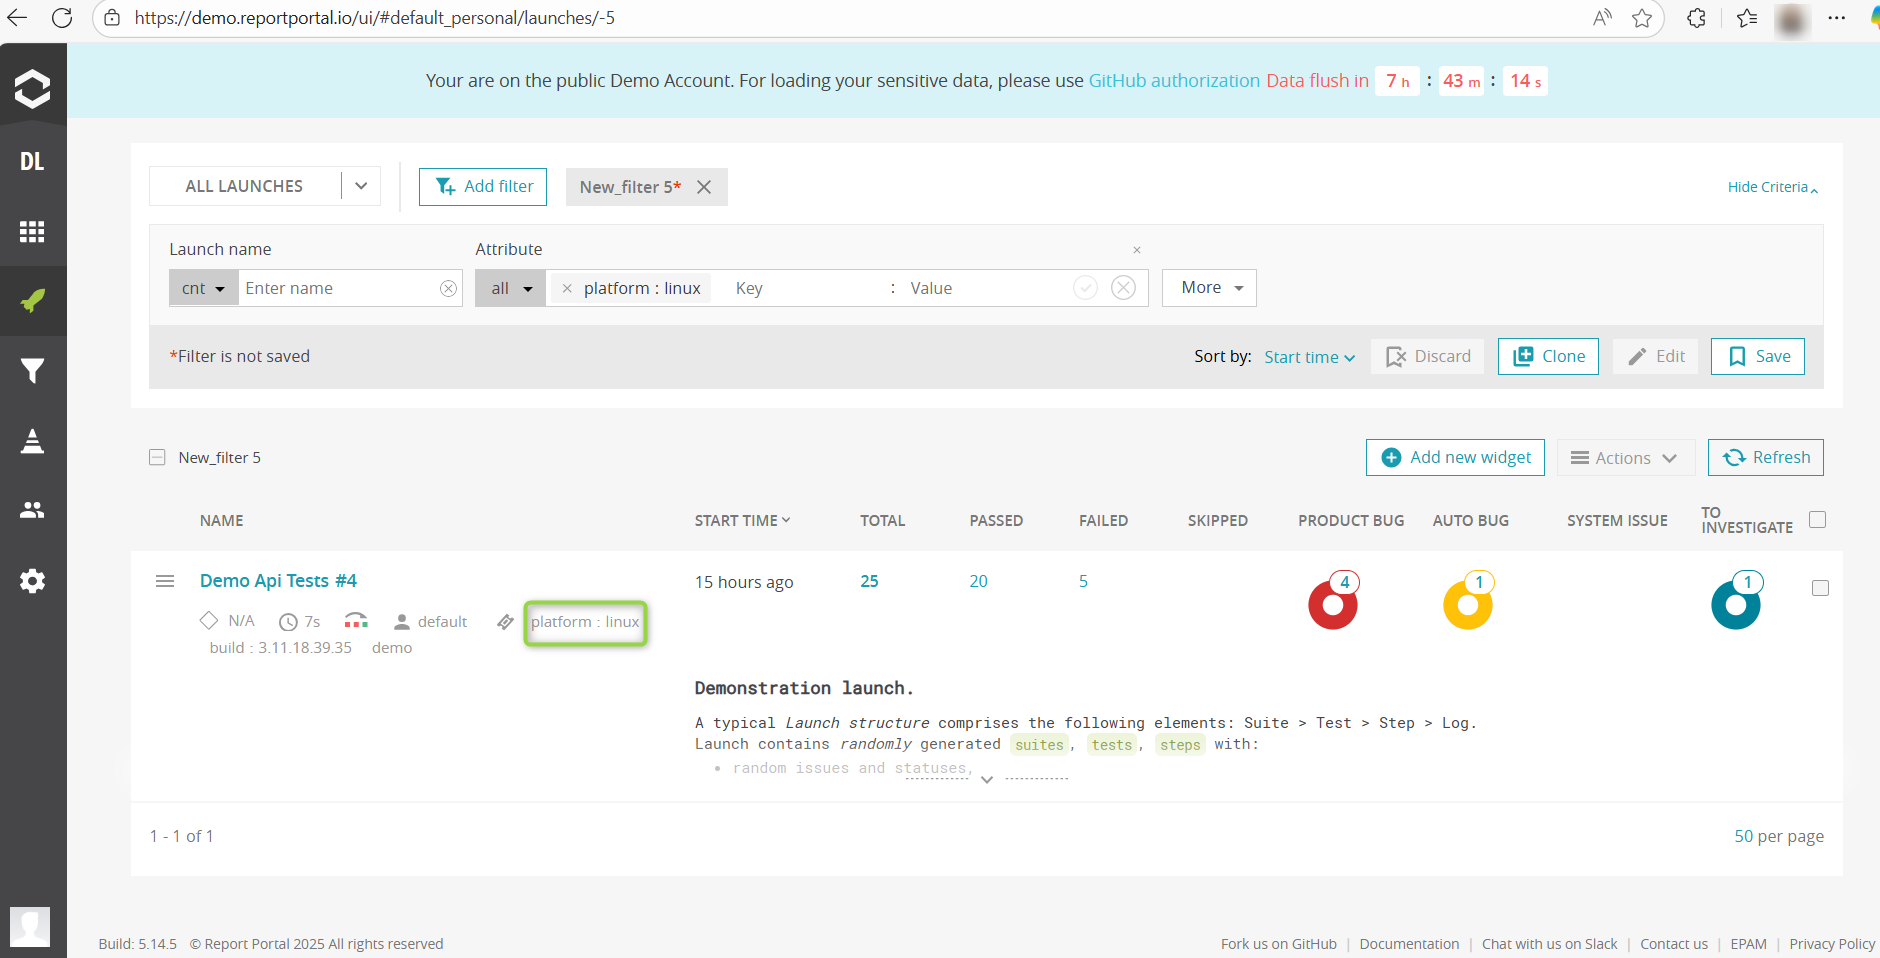 https://demo.reportportal.io/ui/#default_personal/launches/-5
Your are on the public Demo Account. For loading your sensitive data, please use GitHub authorization Data flush in 7 h : 43 m : 14 s
DL
ALL LAUNCHES
Add filter
New_filter 5*
Hide Criteria
Launch name
Attribute
cnt
Enter name
all
platform : linux
Key
:
Value
More
*Filter is not saved
Sort by: Start time
Discard
Clone
Edit
Save
New_filter 5
Add new widget
Actions
Refresh
NAME
START TIME
TOTAL
PASSED
FAILED
SKIPPED
PRODUCT BUG
AUTO BUG
SYSTEM ISSUE
TO INVESTIGATE
Demo Api Tests #4
15 hours ago
25
20
5
4
1
1
N/A
7s
default
platform : linux
build : 3.11.18.39.35
demo
Demonstration launch.
A typical Launch structure comprises the following elements: Suite > Test > Step > Log.
Launch contains randomly generated suites, tests, steps with:
• random issues and statuses,
1 - 1 of 1
50 per page
Build: 5.14.5 © Report Portal 2025 All rights reserved
Fork us on GitHub | Documentation | Chat with us on Slack | Contact us | EPAM | Privacy Policy